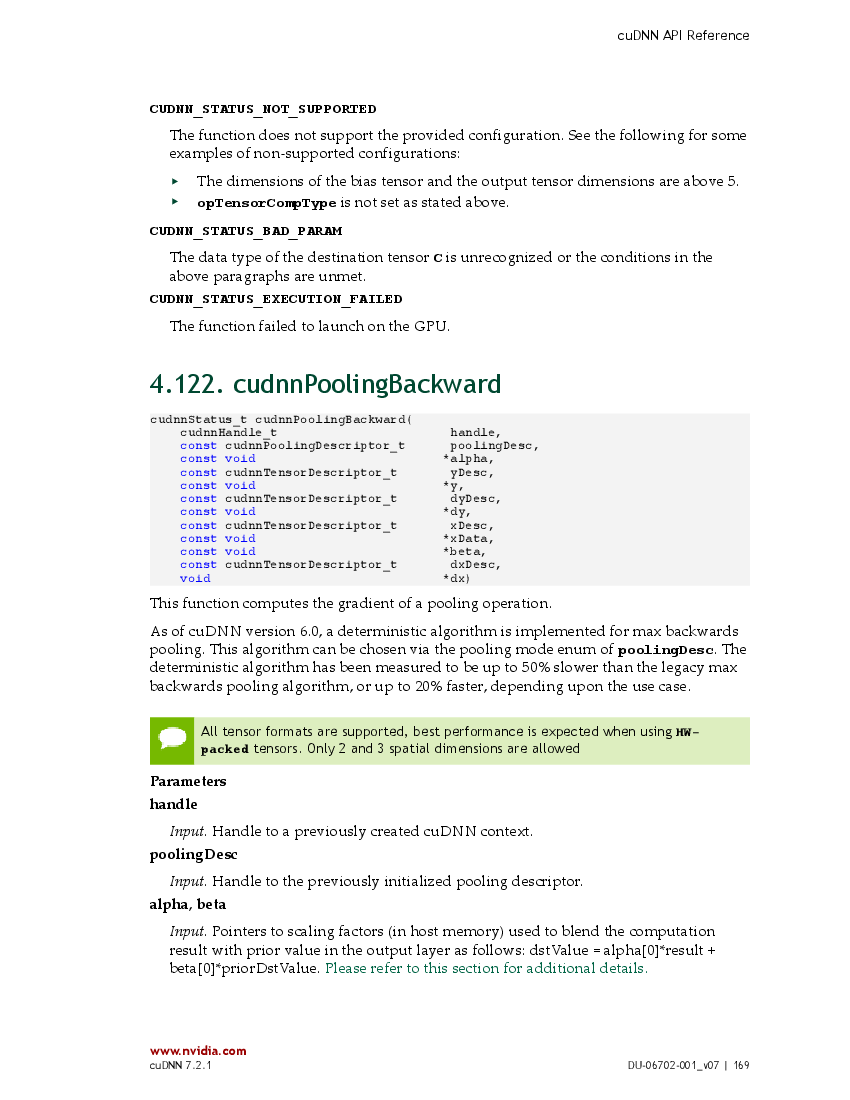 cuDNN API Reference
CUDNN_STATUS_NOT_SUPPORTED
The function does not support the provided configuration. See the following for some
examples of non-supported configurations:
▸ The dimensions of the bias tensor and the output tensor dimensions are above 5.
▸ opTensorCompType is not set as stated above.
CUDNN_STATUS_BAD_PARAM
The data type of the destination tensor C is unrecognized or the conditions in the
above paragraphs are unmet.
CUDNN_STATUS_EXECUTION_FAILED
The function failed to launch on the GPU.
4.122. cudnnPoolingBackward
cudnnStatus_t cudnnPoolingBackward(
cudnnHandle_t handle,
const cudnnPoolingDescriptor_t poolingDesc,
const void *alpha,
const cudnnTensorDescriptor_t yDesc,
const void *y,
const cudnnTensorDescriptor_t dyDesc,
const void *dy,
const cudnnTensorDescriptor_t xDesc,
const void *xData,
const void *beta,
const cudnnTensorDescriptor_t dxDesc,
void *dx)
This function computes the gradient of a pooling operation.
As of cuDNN version 6.0, a deterministic algorithm is implemented for max backwards
pooling. This algorithm can be chosen via the pooling mode enum of poolingDesc. The
deterministic algorithm has been measured to be up to 50% slower than the legacy max
backwards pooling algorithm, or up to 20% faster, depending upon the use case.
All tensor formats are supported, best performance is expected when using HW-
packed tensors. Only 2 and 3 spatial dimensions are allowed
Parameters
handle
Input. Handle to a previously created cuDNN context.
poolingDesc
Input. Handle to the previously initialized pooling descriptor.
alpha, beta
Input. Pointers to scaling factors (in host memory) used to blend the computation
result with prior value in the output layer as follows: dstValue = alpha[0]*result +
beta[0]*priorDstValue. Please refer to this section for additional details.
www.nvidia.com
cuDNN 7.2.1 DU-06702-001_v07 | 169